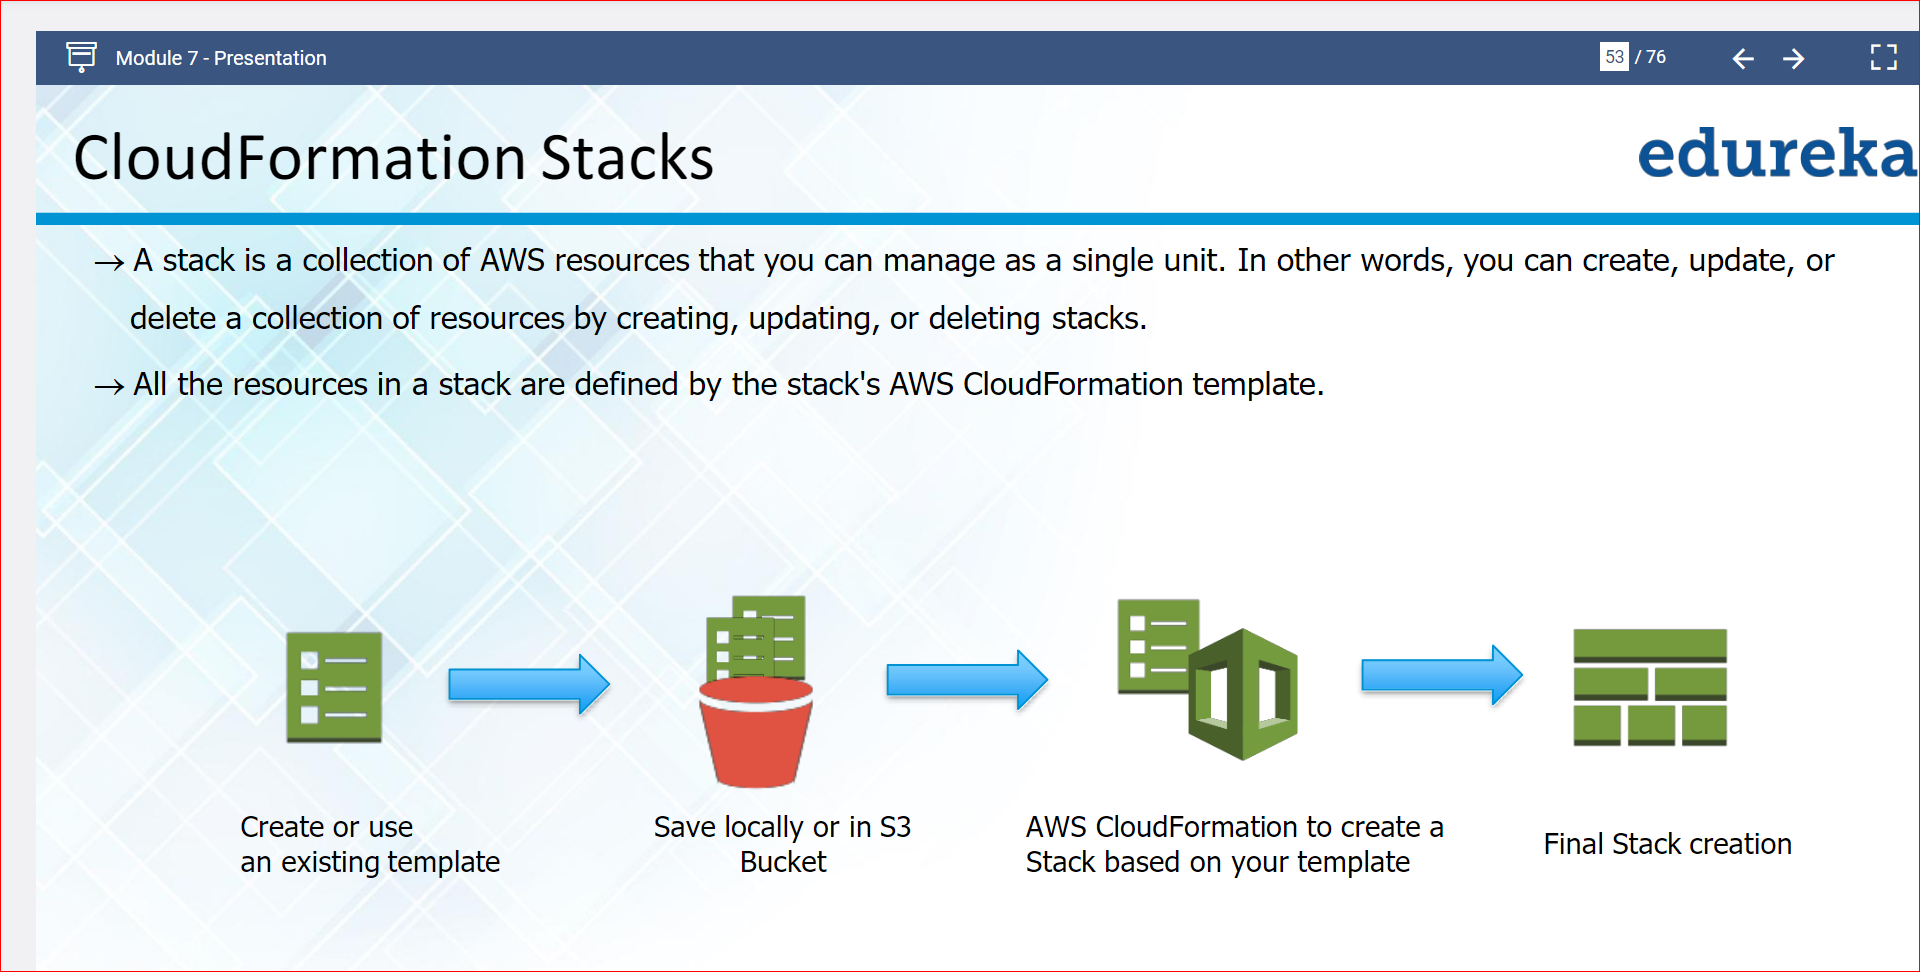 Module 7 - Presentation
53 / 76
CloudFormation Stacks
edureka
→ A stack is a collection of AWS resources that you can manage as a single unit. In other words, you can create, update, or
delete a collection of resources by creating, updating, or deleting stacks.
→ All the resources in a stack are defined by the stack's AWS CloudFormation template.
Create or use
an existing template
Save locally or in S3
Bucket
AWS CloudFormation to create a
Stack based on your template
Final Stack creation